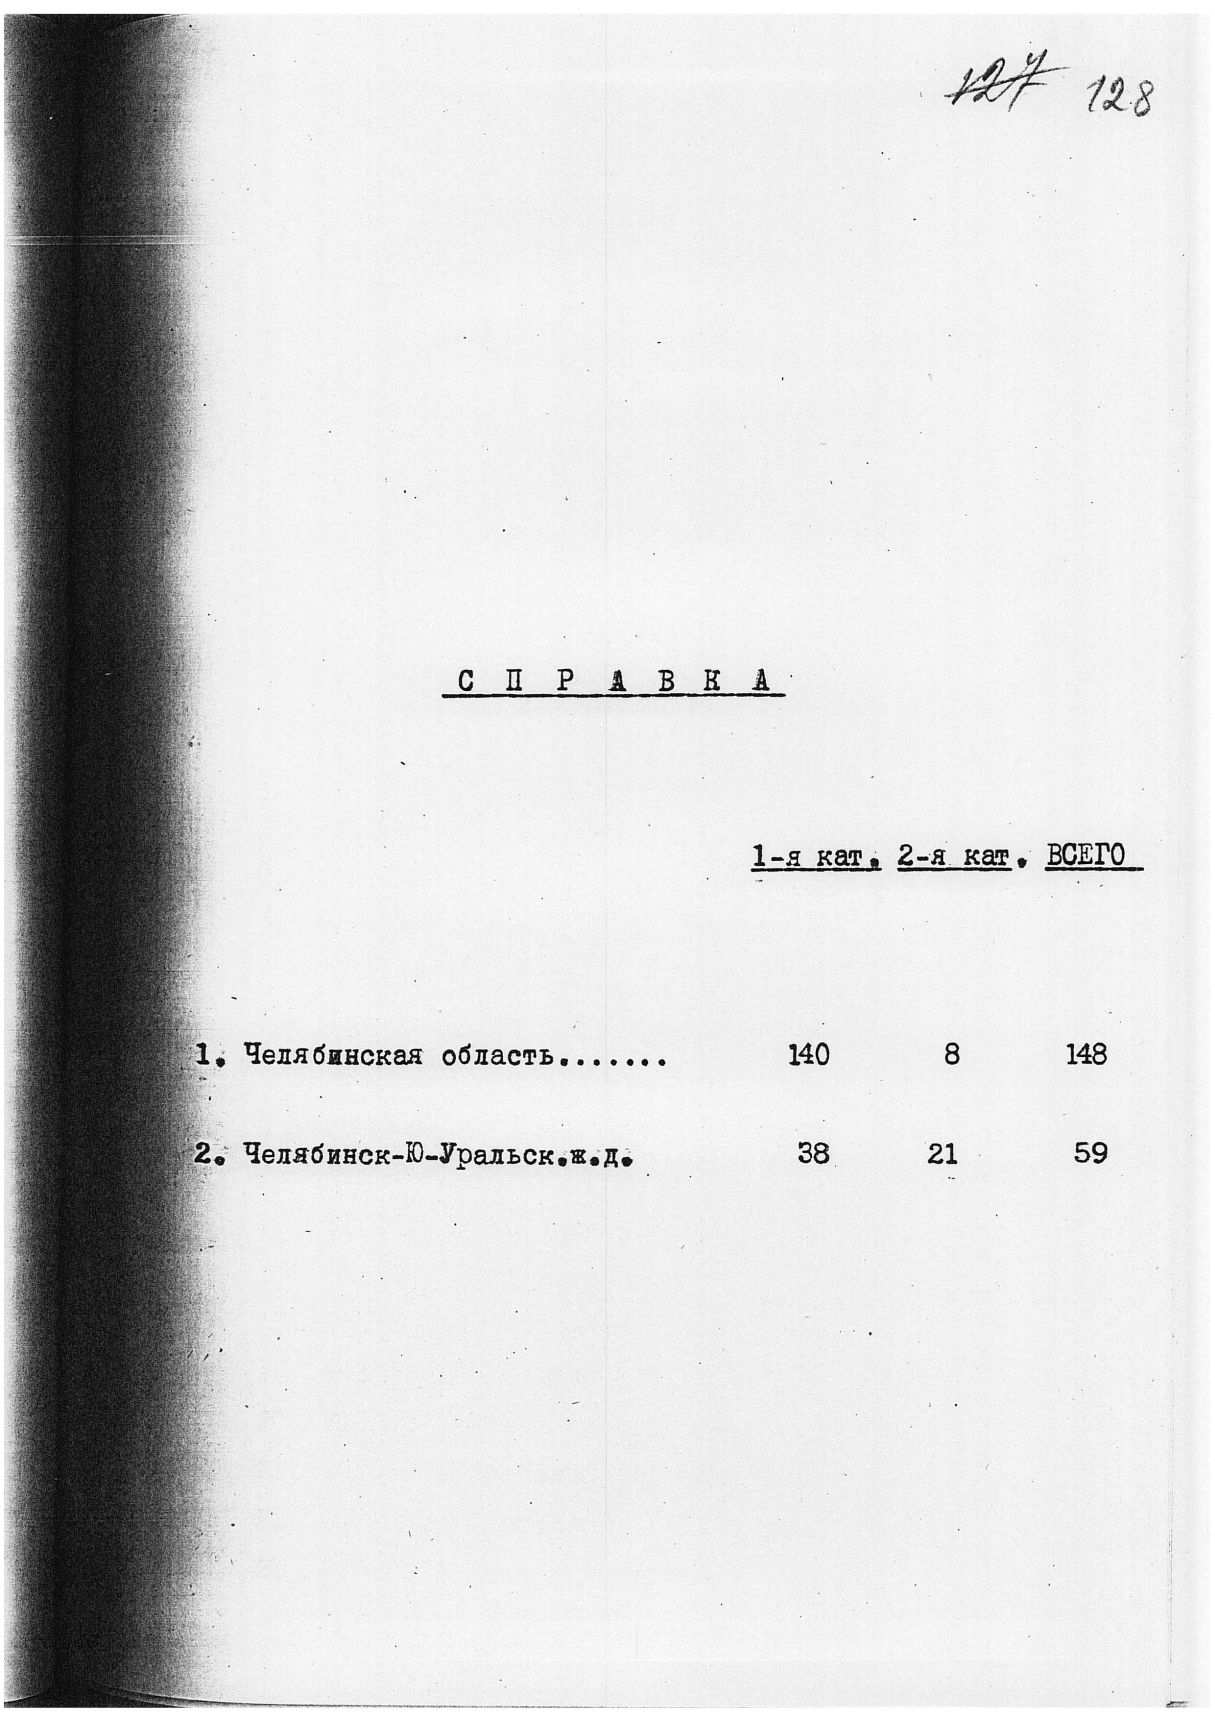 127 128
С П Р А В К А
1-я кат. 2-я кат. ВСЕГО
1. Челябинская область....... 140 8 148
2. Челябинск-Ю-Уральск.ж.д. 38 21 59